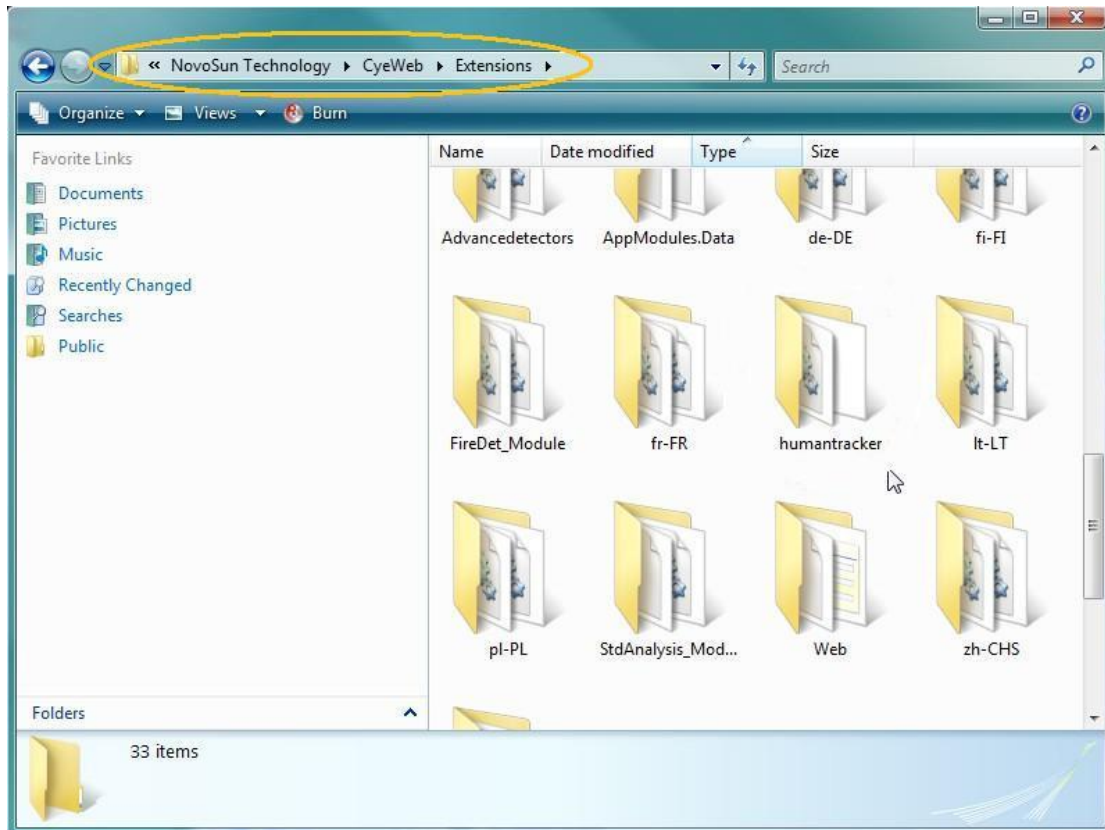 « NovoSun Technology ▸ CyeWeb ▸ Extensions ▸ Search
Organize Views Burn
Favorite Links
Documents
Pictures
Music
Recently Changed
Searches
Public
Folders
Name Date modified Type Size
Advancedetectors AppModules.Data de-DE fi-FI
FireDet_Module fr-FR humantracker lt-LT
pl-PL StdAnalysis_Mod... Web zh-CHS
33 items